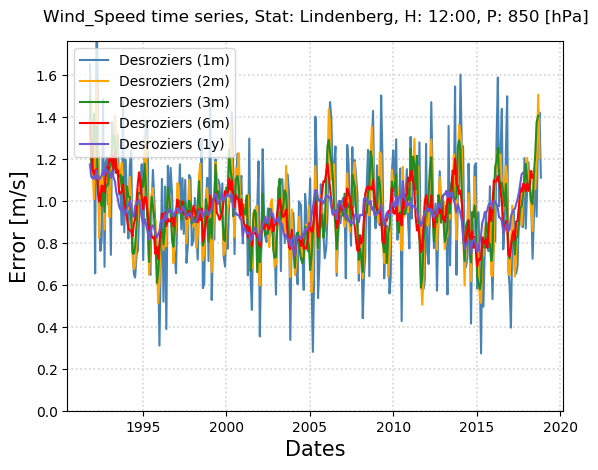 Wind_Speed time series, Stat: Lindenberg, H: 12:00, P: 850 [hPa]
Error [m/s]
1.6
1.4
1.2
1.0
0.8
0.6
0.4
0.2
0.0
Desroziers (1m)
Desroziers (2m)
Desroziers (3m)
Desroziers (6m)
Desroziers (1y)
1995 2000 2005 2010 2015 2020
Dates